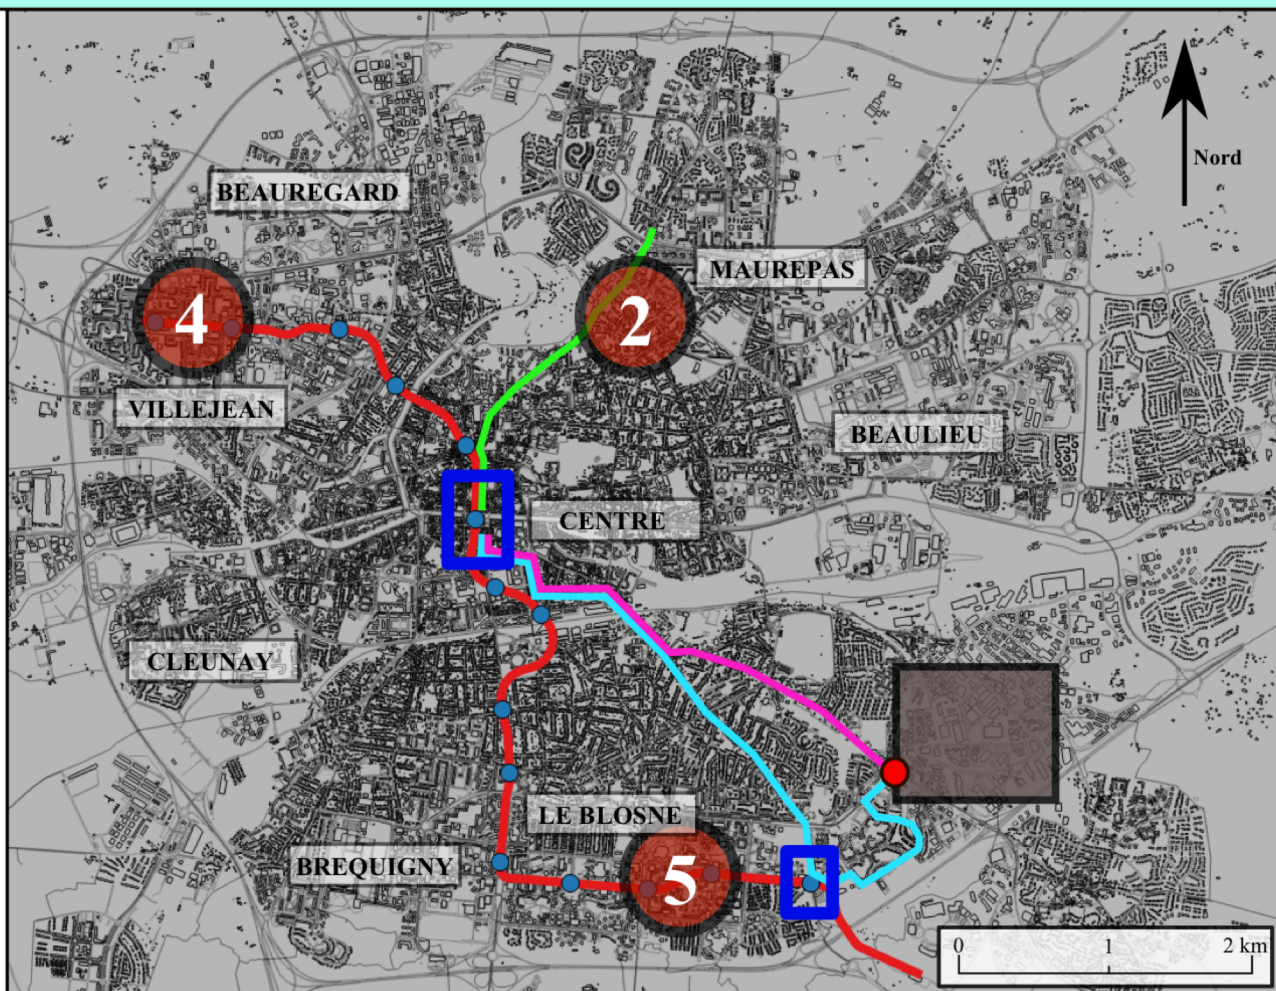 Nord
BEAUREGARD
MAUREPAS
4
2
VILLEJEAN
BEAULIEU
CENTRE
CLEUNAY
LE BLOSNE
BREQUIGNY
5
0 1 2 km